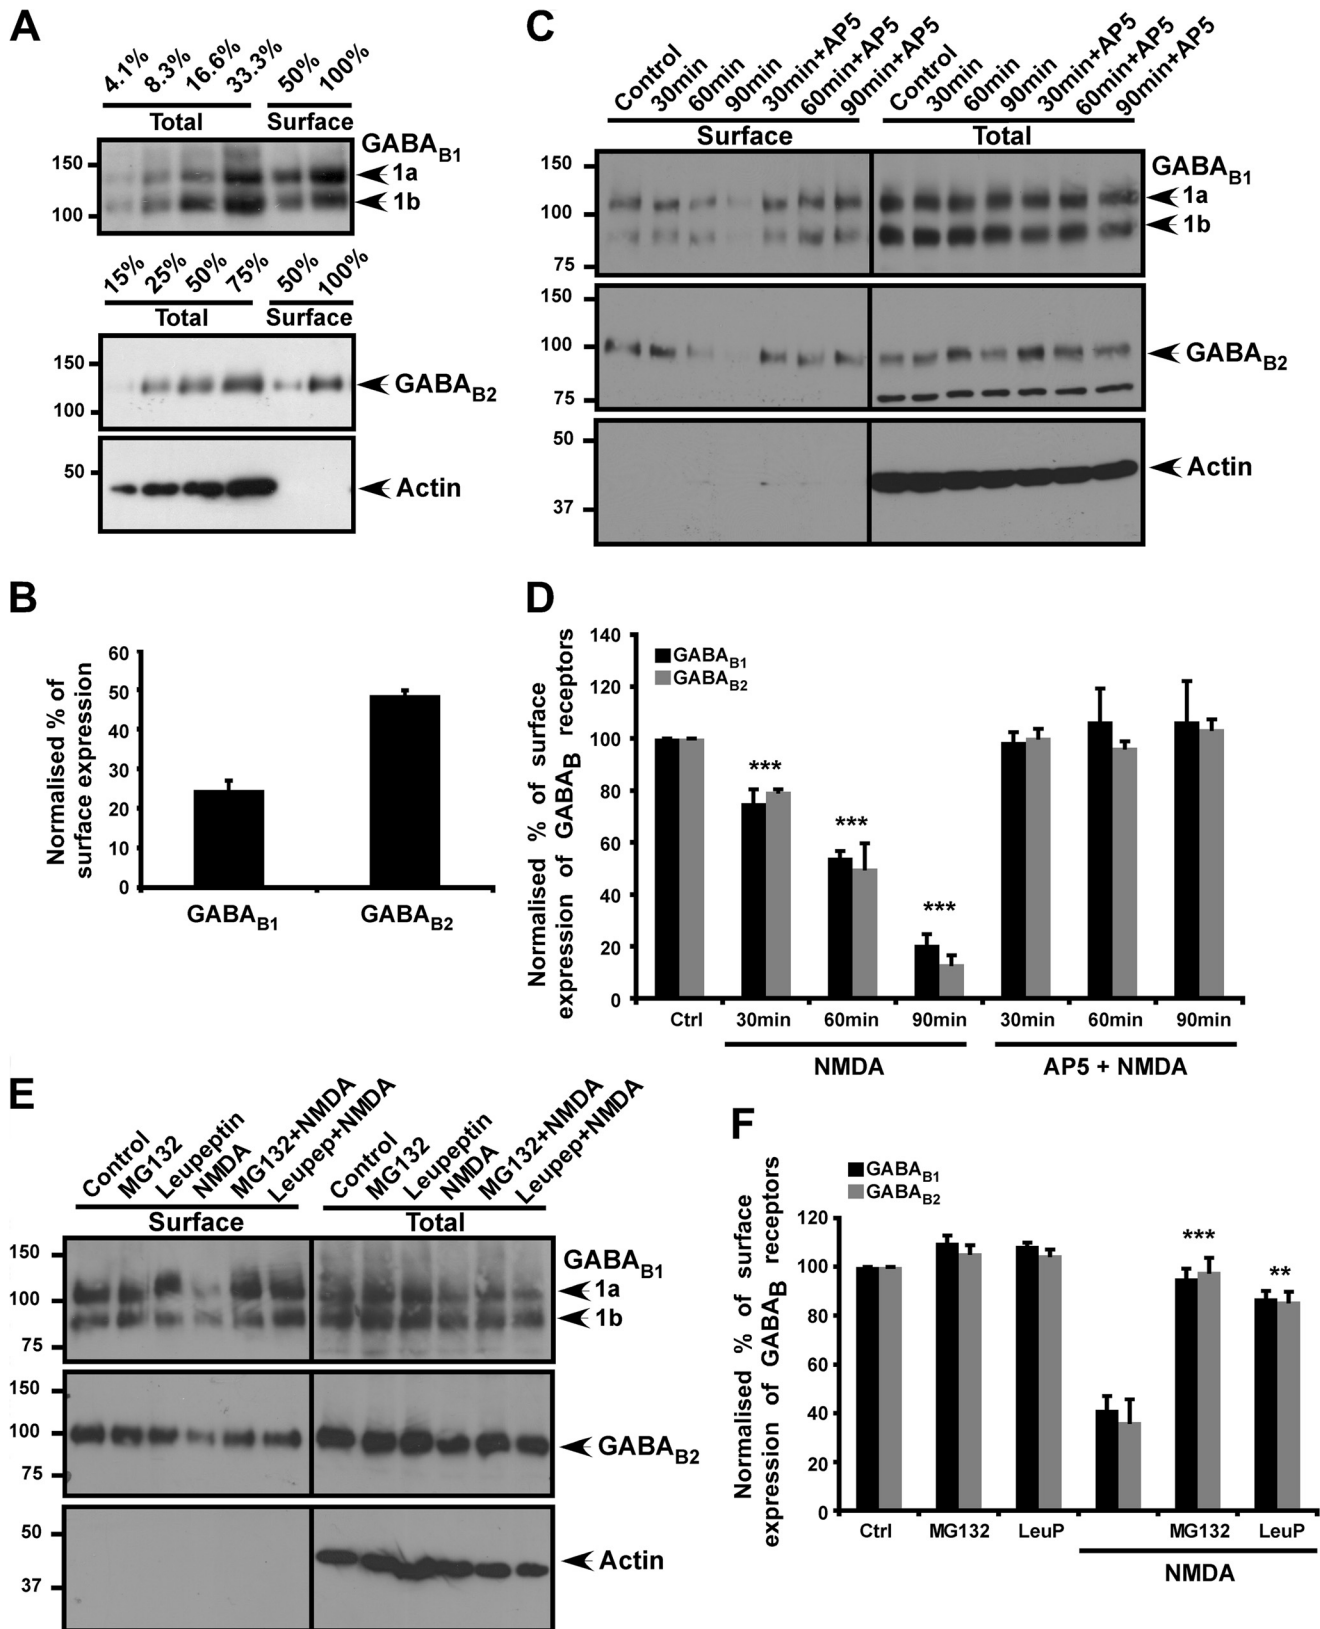 A
4.1% 8.3% 16.6% 33.3% 50% 100%
Total Surface
GABAB1
150
1a
1b
100
15% 25% 50% 75% 50% 100%
Total Surface
150
GABAB2
100
50
Actin
B
Normalised % of
surface expression
60
50
40
30
20
10
0
GABAB1 GABAB2
C
Control 30min 60min 90min 30min+AP5 60min+AP5 90min+AP5 Control 30min 60min 90min 30min+AP5 60min+AP5 90min+AP5
Surface Total
GABAB1
150
1a
100
1b
75
150
100
GABAB2
75
50
Actin
37
D
Normalised % of surface
expression of GABAB receptors
GABAB1
GABAB2
140
120
100
80
60
40
20
0
***
***
***
Ctrl 30min 60min 90min 30min 60min 90min
NMDA AP5 + NMDA
E
Control MG132 Leupeptin NMDA MG132+NMDA Leupep+NMDA Control MG132 Leupeptin NMDA MG132+NMDA Leupep+NMDA
Surface Total
150
GABAB1
1a
100
1b
75
150
100
GABAB2
75
50
Actin
37
F
Normalised % of surface
expression of GABAB receptors
GABAB1
GABAB2
120
100
80
60
40
20
0
***
**
Ctrl MG132 LeuP MG132 LeuP
NMDA